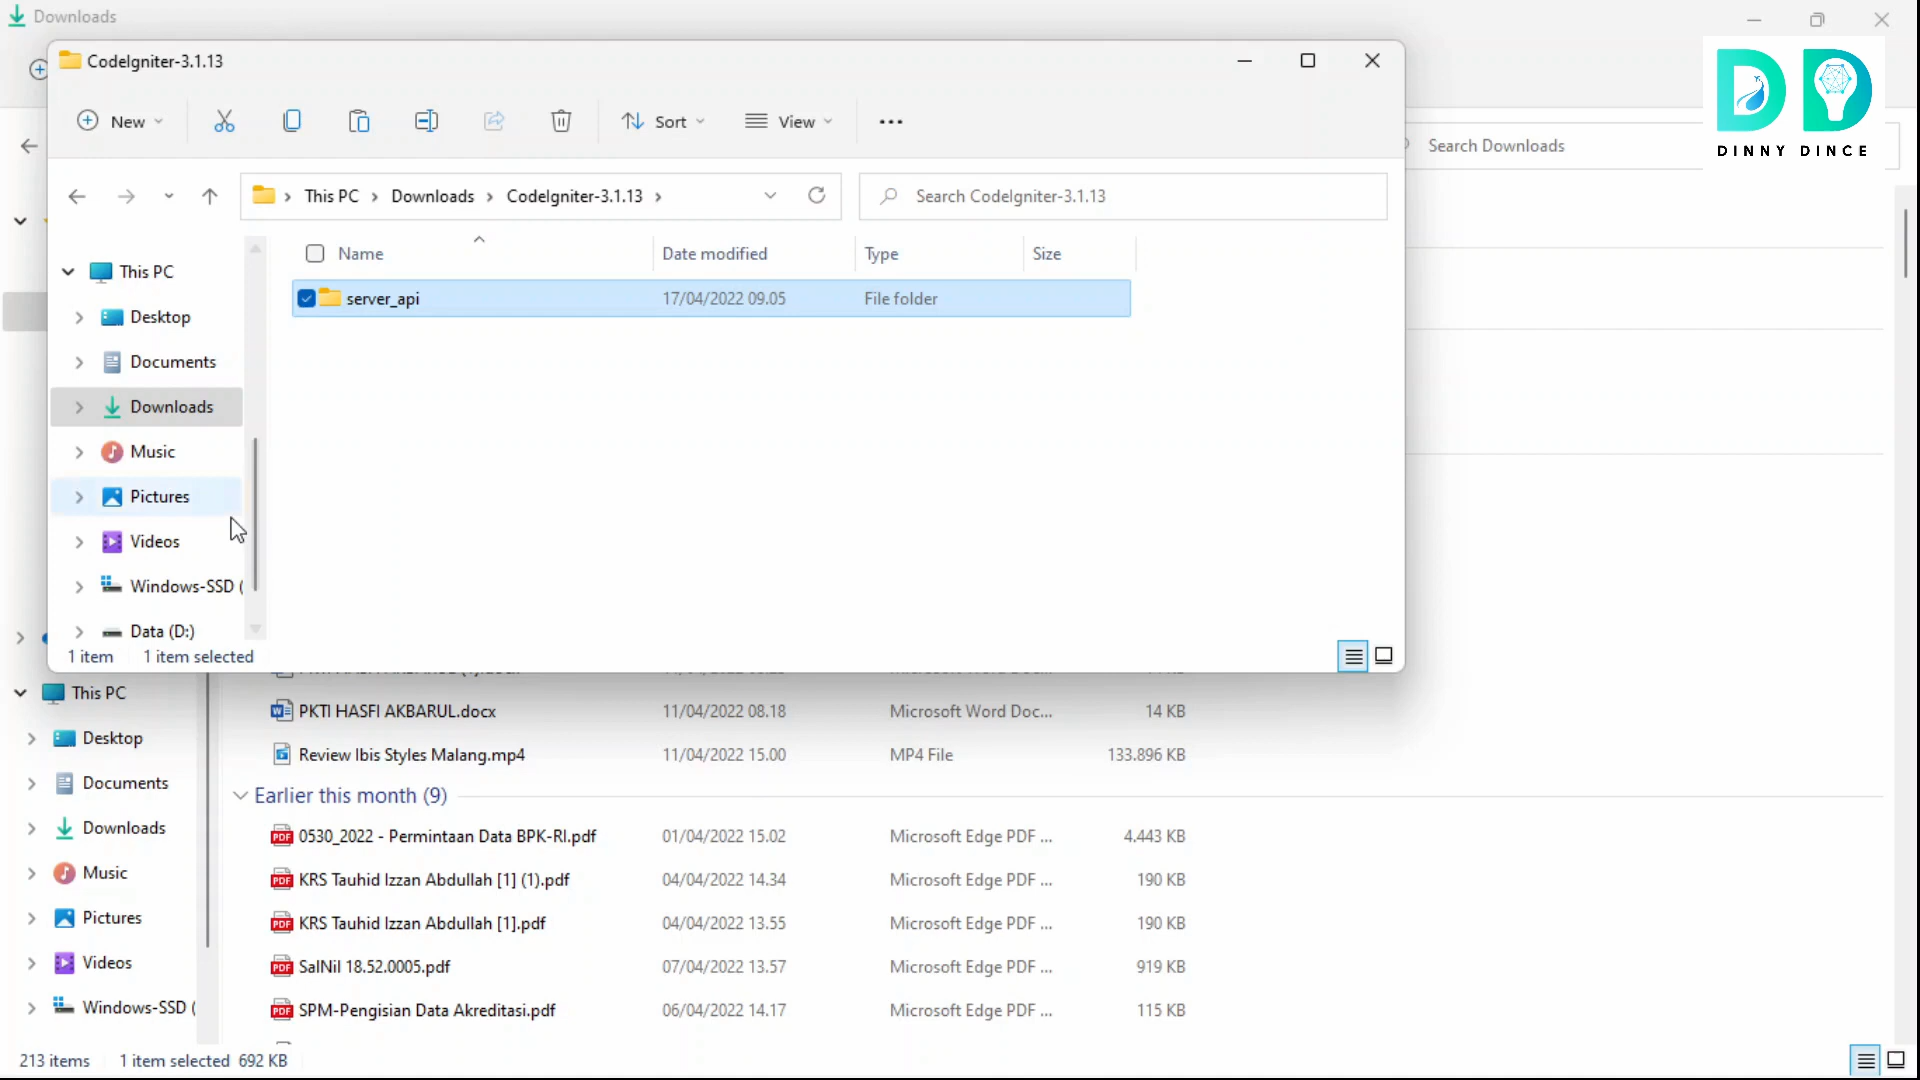 Downloads
CodeIgniter-3.1.13
New
Sort
View
DINNY DINCE
This PC
Downloads
CodeIgniter-3.1.13
Search CodeIgniter-3.1.13
Search Downloads
Name
Date modified
Type
Size
server_api
17/04/2022 09.05
File folder
This PC
Desktop
Documents
Downloads
Music
Pictures
Videos
Windows-SSD (
Data (D:)
1 item
1 item selected
This PC
Desktop
Documents
Downloads
Music
Pictures
Videos
Windows-SSD (
PKTI HASFI AKBARUL.docx 11/04/2022 08.18 Microsoft Word Doc... 14 KB
Review Ibis Styles Malang.mp4 11/04/2022 15.00 MP4 File 133.896 KB
Earlier this month (9)
0530_2022 - Permintaan Data BPK-RI.pdf 01/04/2022 15.02 Microsoft Edge PDF ... 4.443 KB
KRS Tauhid Izzan Abdullah [1] (1).pdf 04/04/2022 14.34 Microsoft Edge PDF ... 190 KB
KRS Tauhid Izzan Abdullah [1].pdf 04/04/2022 13.55 Microsoft Edge PDF ... 190 KB
SalNil 18.52.0005.pdf 07/04/2022 13.57 Microsoft Edge PDF ... 919 KB
SPM-Pengisian Data Akreditasi.pdf 06/04/2022 14.17 Microsoft Edge PDF ... 115 KB
213 items
1 item selected 692 KB